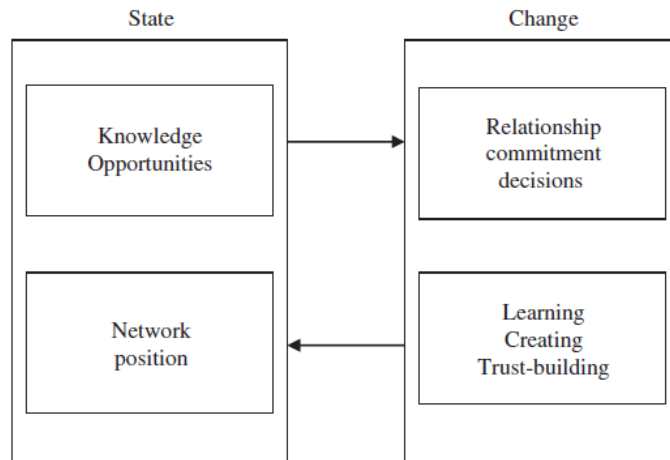 State
Change
Knowledge
Opportunities
Relationship
commitment
decisions
Network
position
Learning
Creating
Trust-building